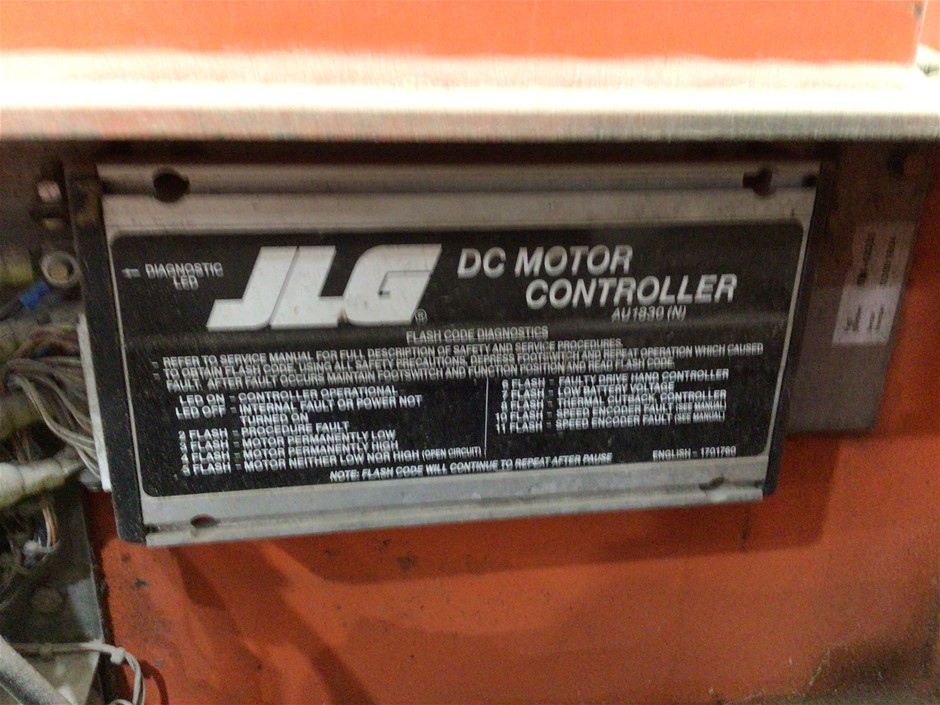 ← DIAGNOSTIC
LED
JLG®
DC MOTOR
CONTROLLER
AU1930 (N)
FLASH CODE DIAGNOSTICS
- REFER TO SERVICE MANUAL FOR FULL DESCRIPTION OF SAFETY AND SERVICE PROCEDURES.
- TO OBTAIN FLASH CODE, USING ALL SAFETY PRECAUTIONS, DEPRESS FOOTSWITCH AND REPEAT OPERATION WHICH CAUSED
FAULT. AFTER FAULT OCCURS MAINTAIN FOOTSWITCH AND FUNCTION POSITION AND READ FLASH CODE.
LED ON - CONTROLLER OPERATIONAL
LED OFF - INTERNAL FAULT OR POWER NOT
2 FLASH - PROCEDURE FAULT
3 FLASH - MOTOR PERMANENTLY LOW
4 FLASH - MOTOR PERMANENTLY HIGH
5 FLASH - MOTOR NEITHER LOW NOR HIGH (OPEN CIRCUIT)
6 FLASH - FAULTY DRIVE CONTROLLER
7 FLASH - LOW BATTERY VOLTAGE
8 FLASH - THERMAL CUTBACK, CONTROLLER
10 FLASH - SPEED ENCODER FAULT (SEE MANUAL)
11 FLASH - SPEED ENCODER FAULT (SEE MANUAL)
NOTE: FLASH CODE WILL CONTINUE TO REPEAT AFTER PAUSE
ENGLISH - 1701760